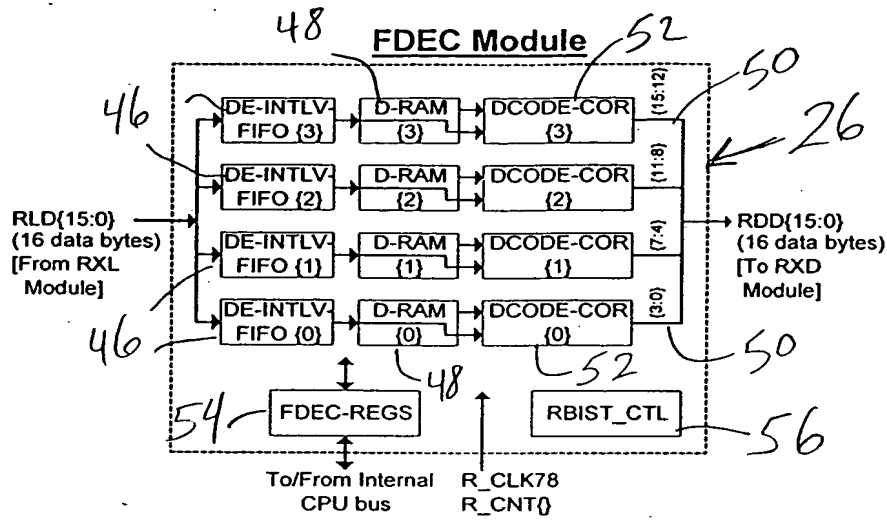 48
FDEC Module
52
46
DE-INTLV-
FIFO {3}
D-RAM
{3}
DCODE-COR
{3}
{15:12}
50
26
46
DE-INTLV-
FIFO {2}
D-RAM
{2}
DCODE-COR
{2}
{11:8}
RLD{15:0}
(16 data bytes)
[From RXL
Module]
DE-INTLV-
FIFO {1}
D-RAM
{1}
DCODE-COR
{1}
{7:4}
RDD{15:0}
(16 data bytes)
[To RXD
Module]
46
DE-INTLV-
FIFO {0}
D-RAM
{0}
DCODE-COR
{0}
{3:0}
50
48
52
54
FDEC-REGS
RBIST_CTL
56
To/From Internal
CPU bus
R_CLK78
R_CNT{}